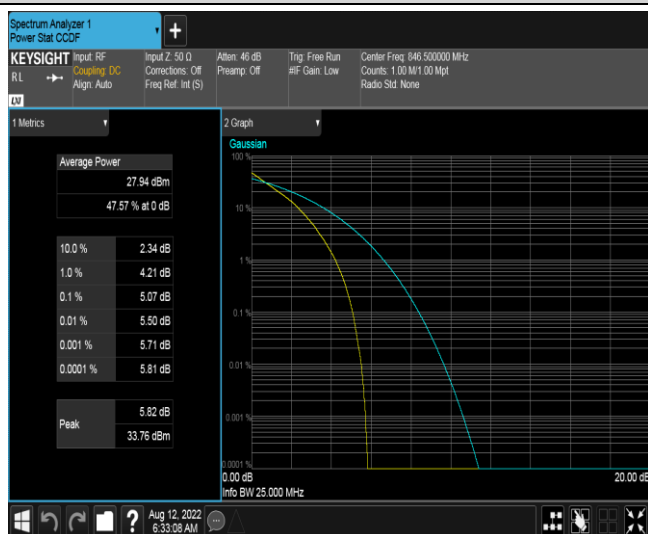 Spectrum Analyzer 1
Power Stat CCDF
+
KEYSIGHT
RL
LXI
Input: RF
Coupling: DC
Align: Auto
Input Z: 50 Ω
Corrections: Off
Freq Ref: Int (S)
Atten: 46 dB
Preamp: Off
Trig: Free Run
#IF Gain: Low
Center Freq: 846.500000 MHz
Counts: 1.00 M/1.00 Mpt
Radio Std: None
1 Metrics
Average Power
27.94 dBm
47.57 % at 0 dB
10.0 % 2.34 dB
1.0 % 4.21 dB
0.1 % 5.07 dB
0.01 % 5.50 dB
0.001 % 5.71 dB
0.0001 % 5.81 dB
Peak
5.82 dB
33.76 dBm
2 Graph
Gaussian
100 %
10 %
1 %
0.1 %
0.01 %
0.001 %
0.0001 %
0.00 dB 20.00 dB
Info BW 25.000 MHz
?
Aug 12, 2022
6:33:08 AM